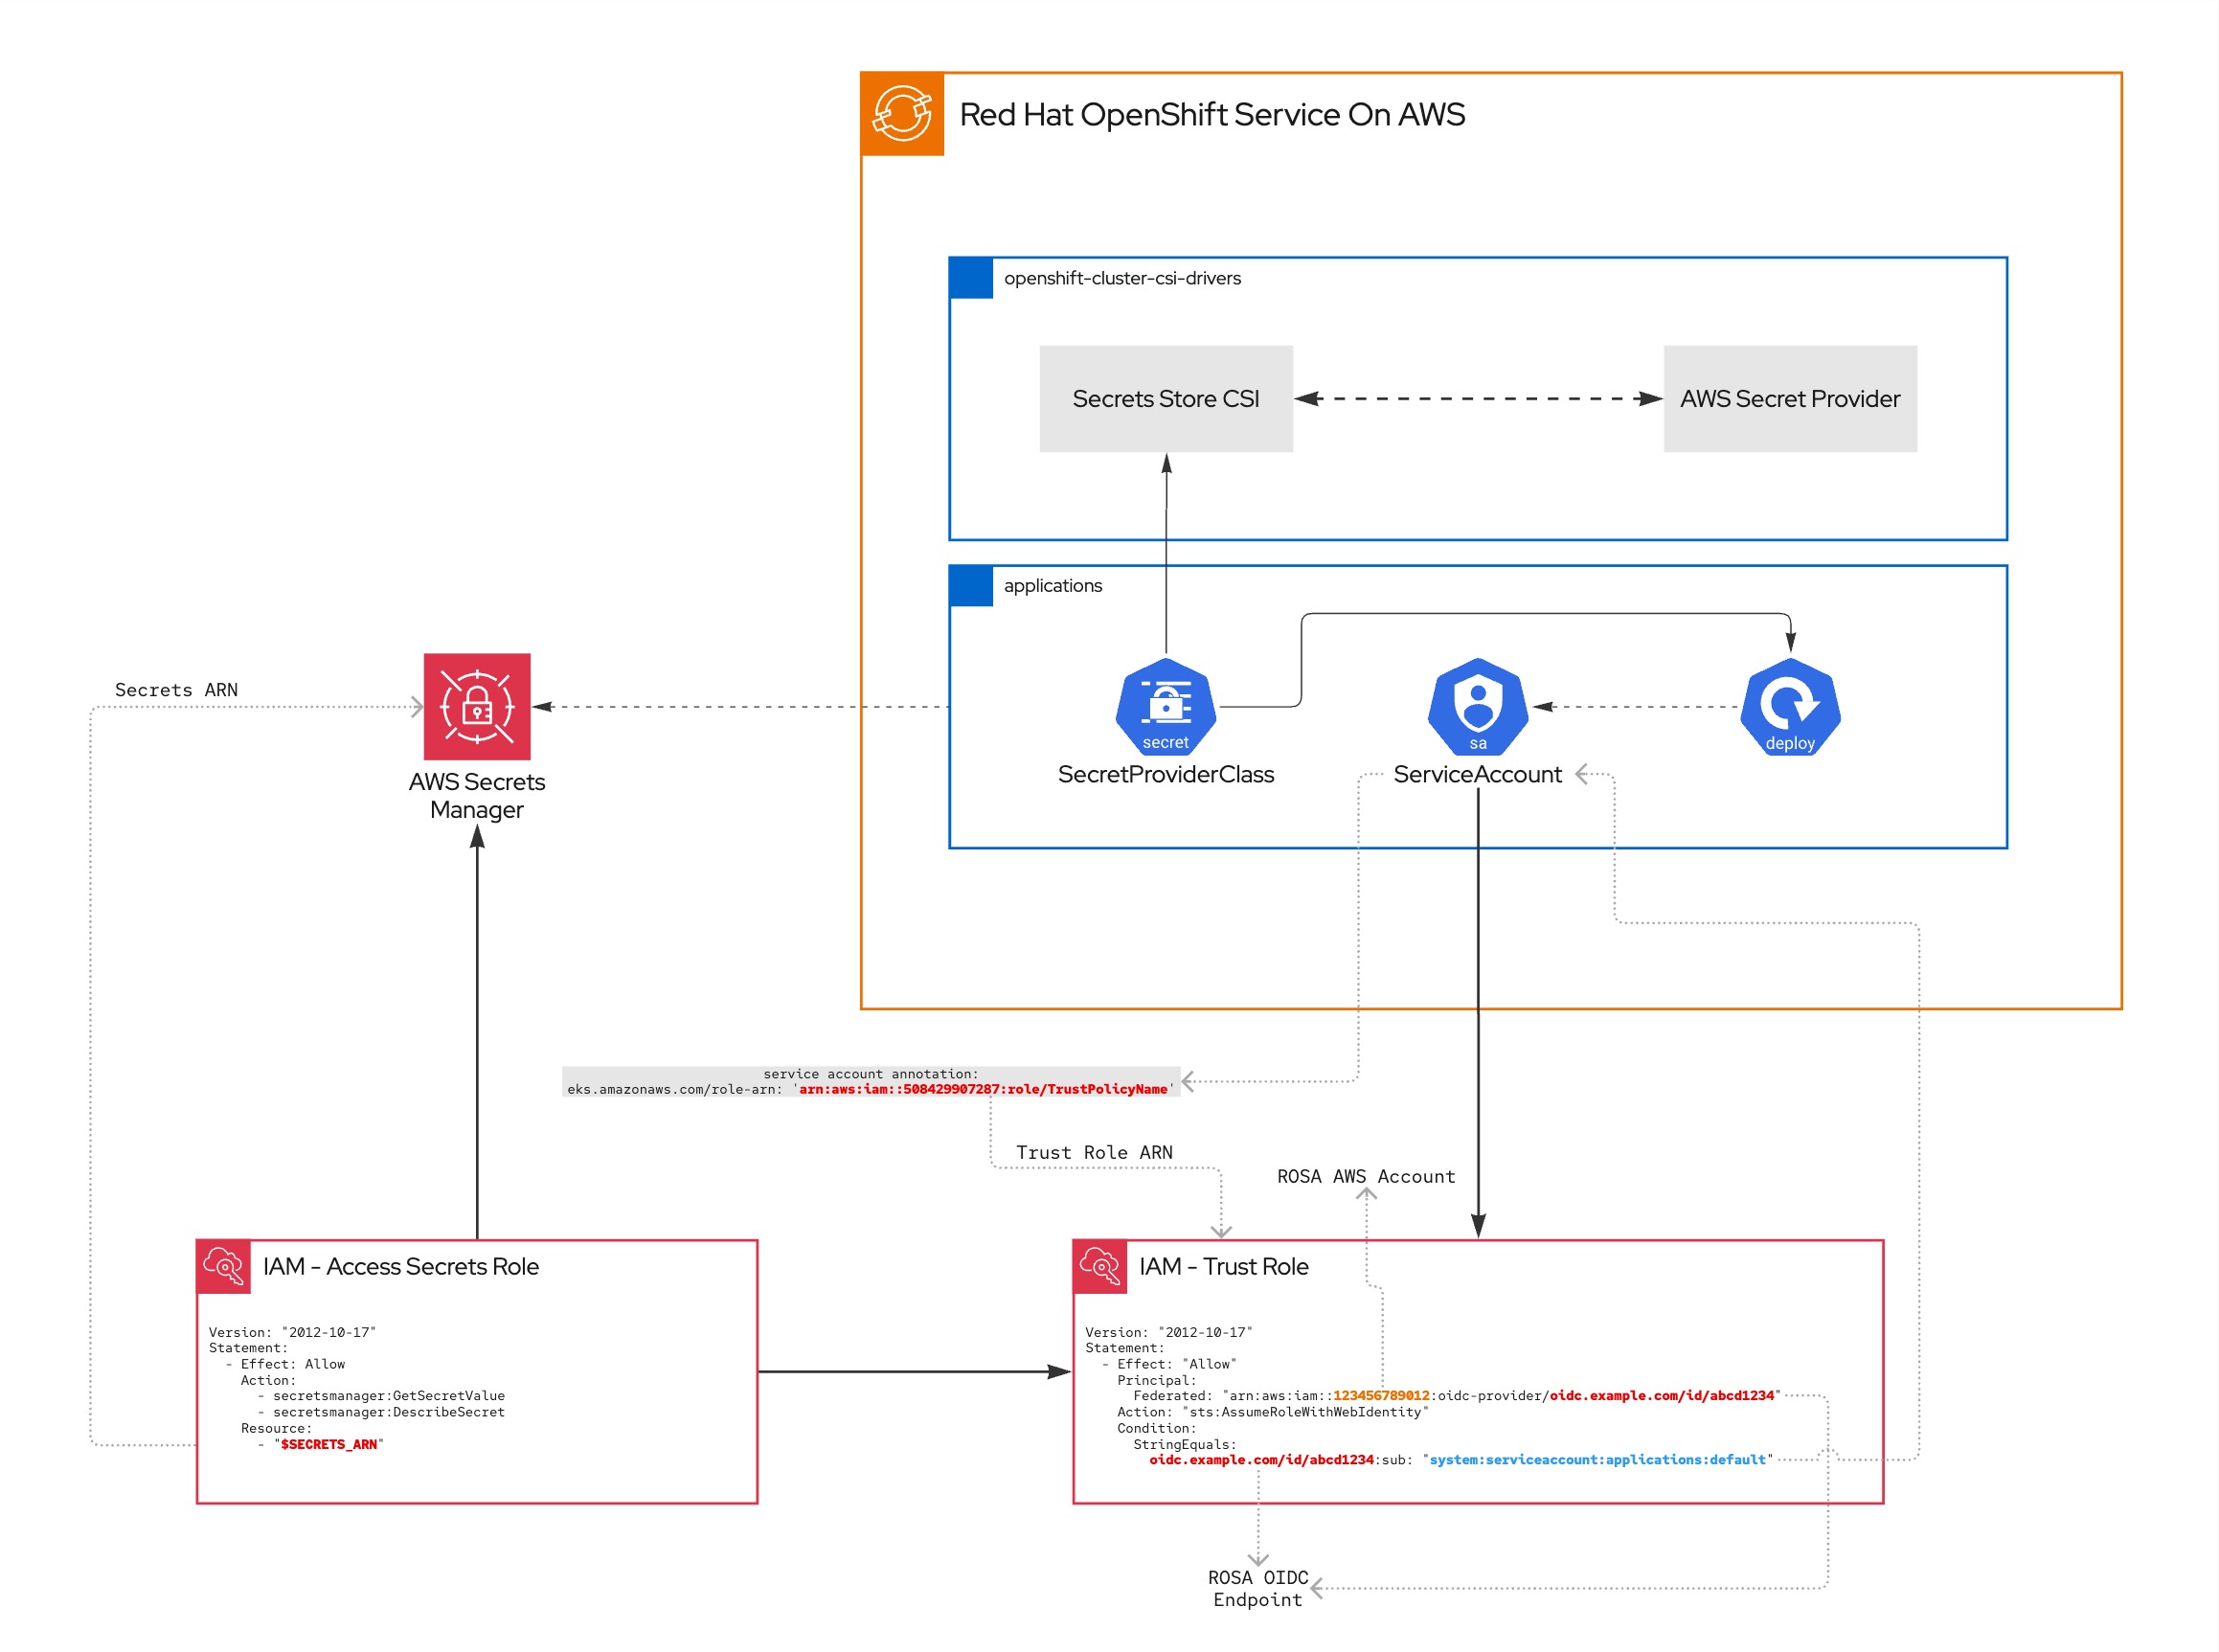 Red Hat OpenShift Service On AWS
openshift-cluster-csi-drivers
Secrets Store CSI
AWS Secret Provider
applications
secret
SecretProviderClass
sa
ServiceAccount
deploy
Secrets ARN
AWS Secrets
Manager
service account annotation:
eks.amazonaws.com/role-arn: 'arn:aws:iam::508429907287:role/TrustPolicyName'
Trust Role ARN
ROSA AWS Account
IAM - Access Secrets Role
Version: "2012-10-17"
Statement:
- Effect: Allow
Action:
- secretsmanager:GetSecretValue
- secretsmanager:DescribeSecret
Resource:
- "$SECRETS_ARN"
IAM - Trust Role
Version: "2012-10-17"
Statement:
- Effect: "Allow"
Principal:
Federated: "arn:aws:iam::123456789012:oidc-provider/oidc.example.com/id/abcd1234"
Action: "sts:AssumeRoleWithWebIdentity"
Condition:
StringEquals:
oidc.example.com/id/abcd1234:sub: "system:serviceaccount:applications:default"
ROSA OIDC
Endpoint